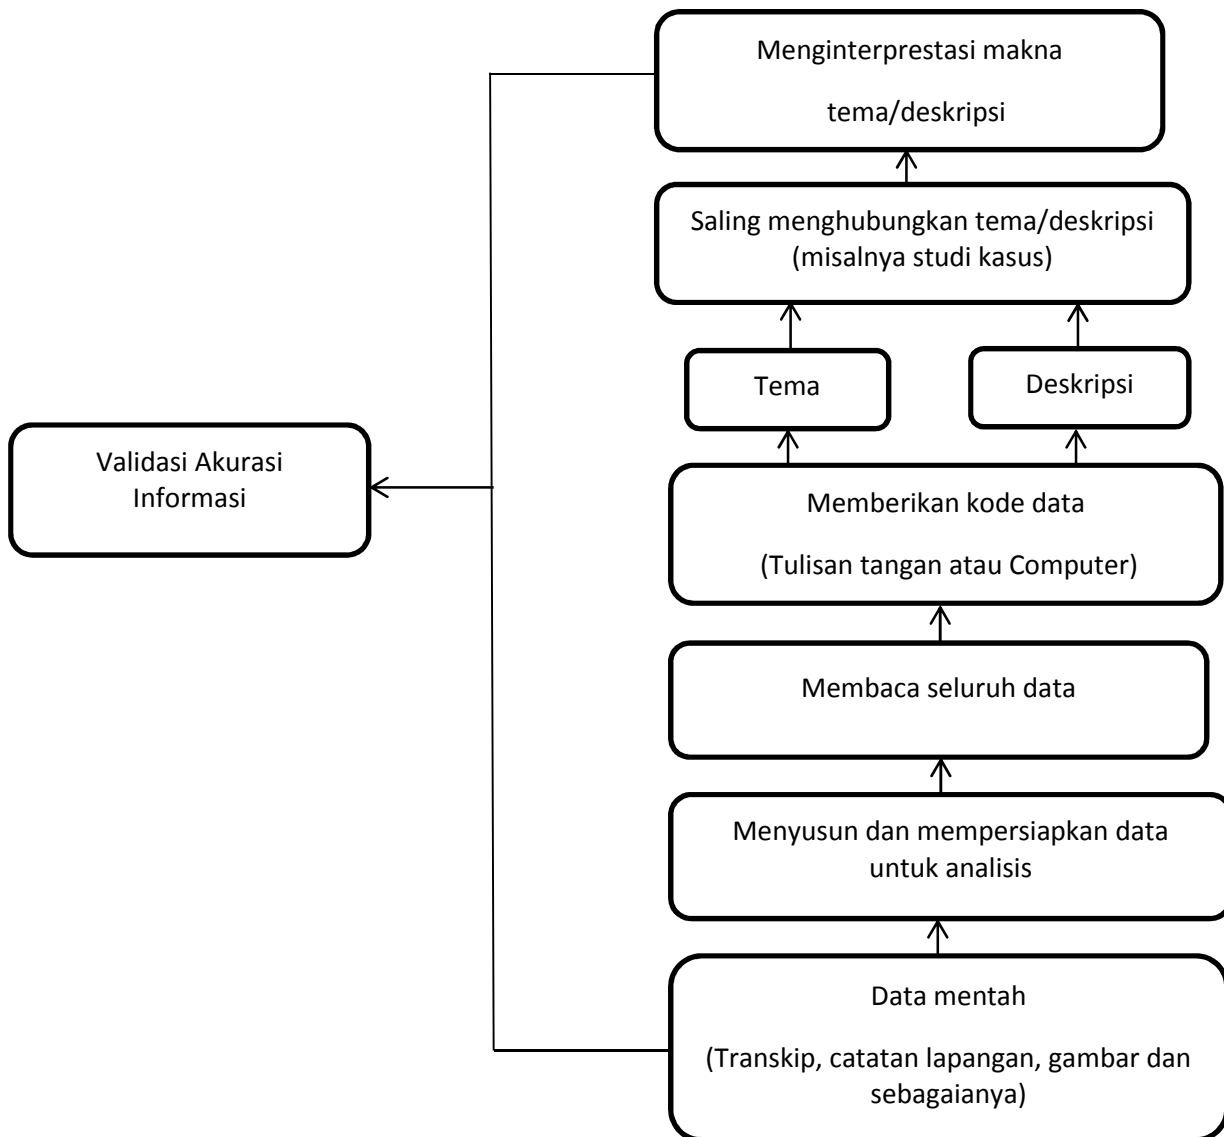 Menginterprestasi makna
tema/deskripsi
Saling menghubungkan tema/deskripsi
(misalnya studi kasus)
Tema
Deskripsi
Validasi Akurasi
Informasi
Memberikan kode data
(Tulisan tangan atau Computer)
Membaca seluruh data
Menyusun dan mempersiapkan data
untuk analisis
Data mentah
(Transkip, catatan lapangan, gambar dan
sebagaianya)